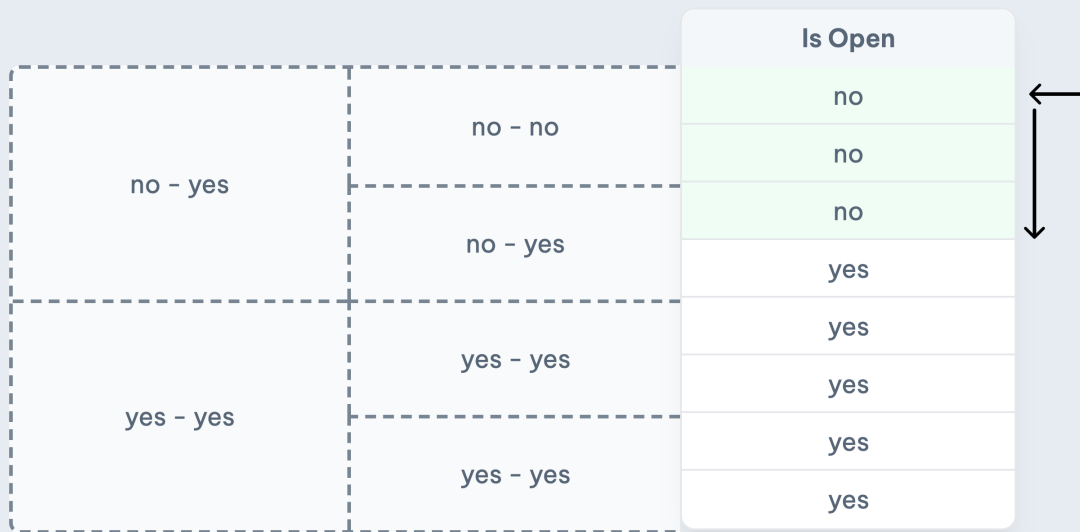 Is Open
no
no - no
no
no - yes
no
no - yes
yes
yes
yes - yes
yes
yes - yes
yes
yes - yes
yes